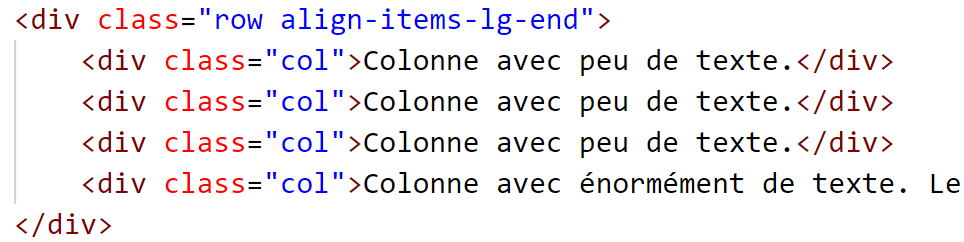 <div class="row align-items-lg-end">
    <div class="col">Colonne avec peu de texte.</div>
    <div class="col">Colonne avec peu de texte.</div>
    <div class="col">Colonne avec peu de texte.</div>
    <div class="col">Colonne avec énormément de texte. Le
</div>